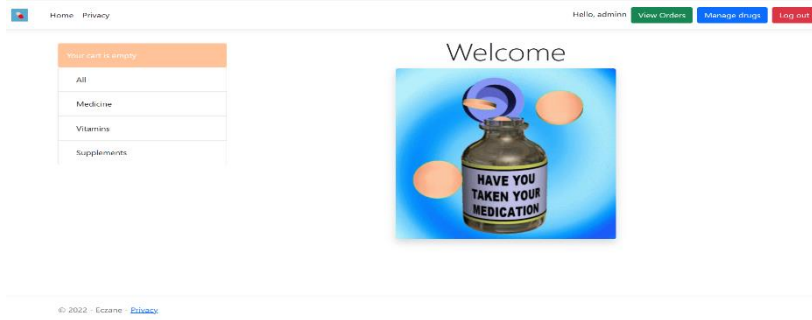 Home Privacy
Hello, adminn View Orders Manage drugs Log out
Your cart is empty
All
Medicine
Vitamins
Supplements
Welcome
HAVE YOU
TAKEN YOUR
MEDICATION
© 2022 - Eczane - Privacy